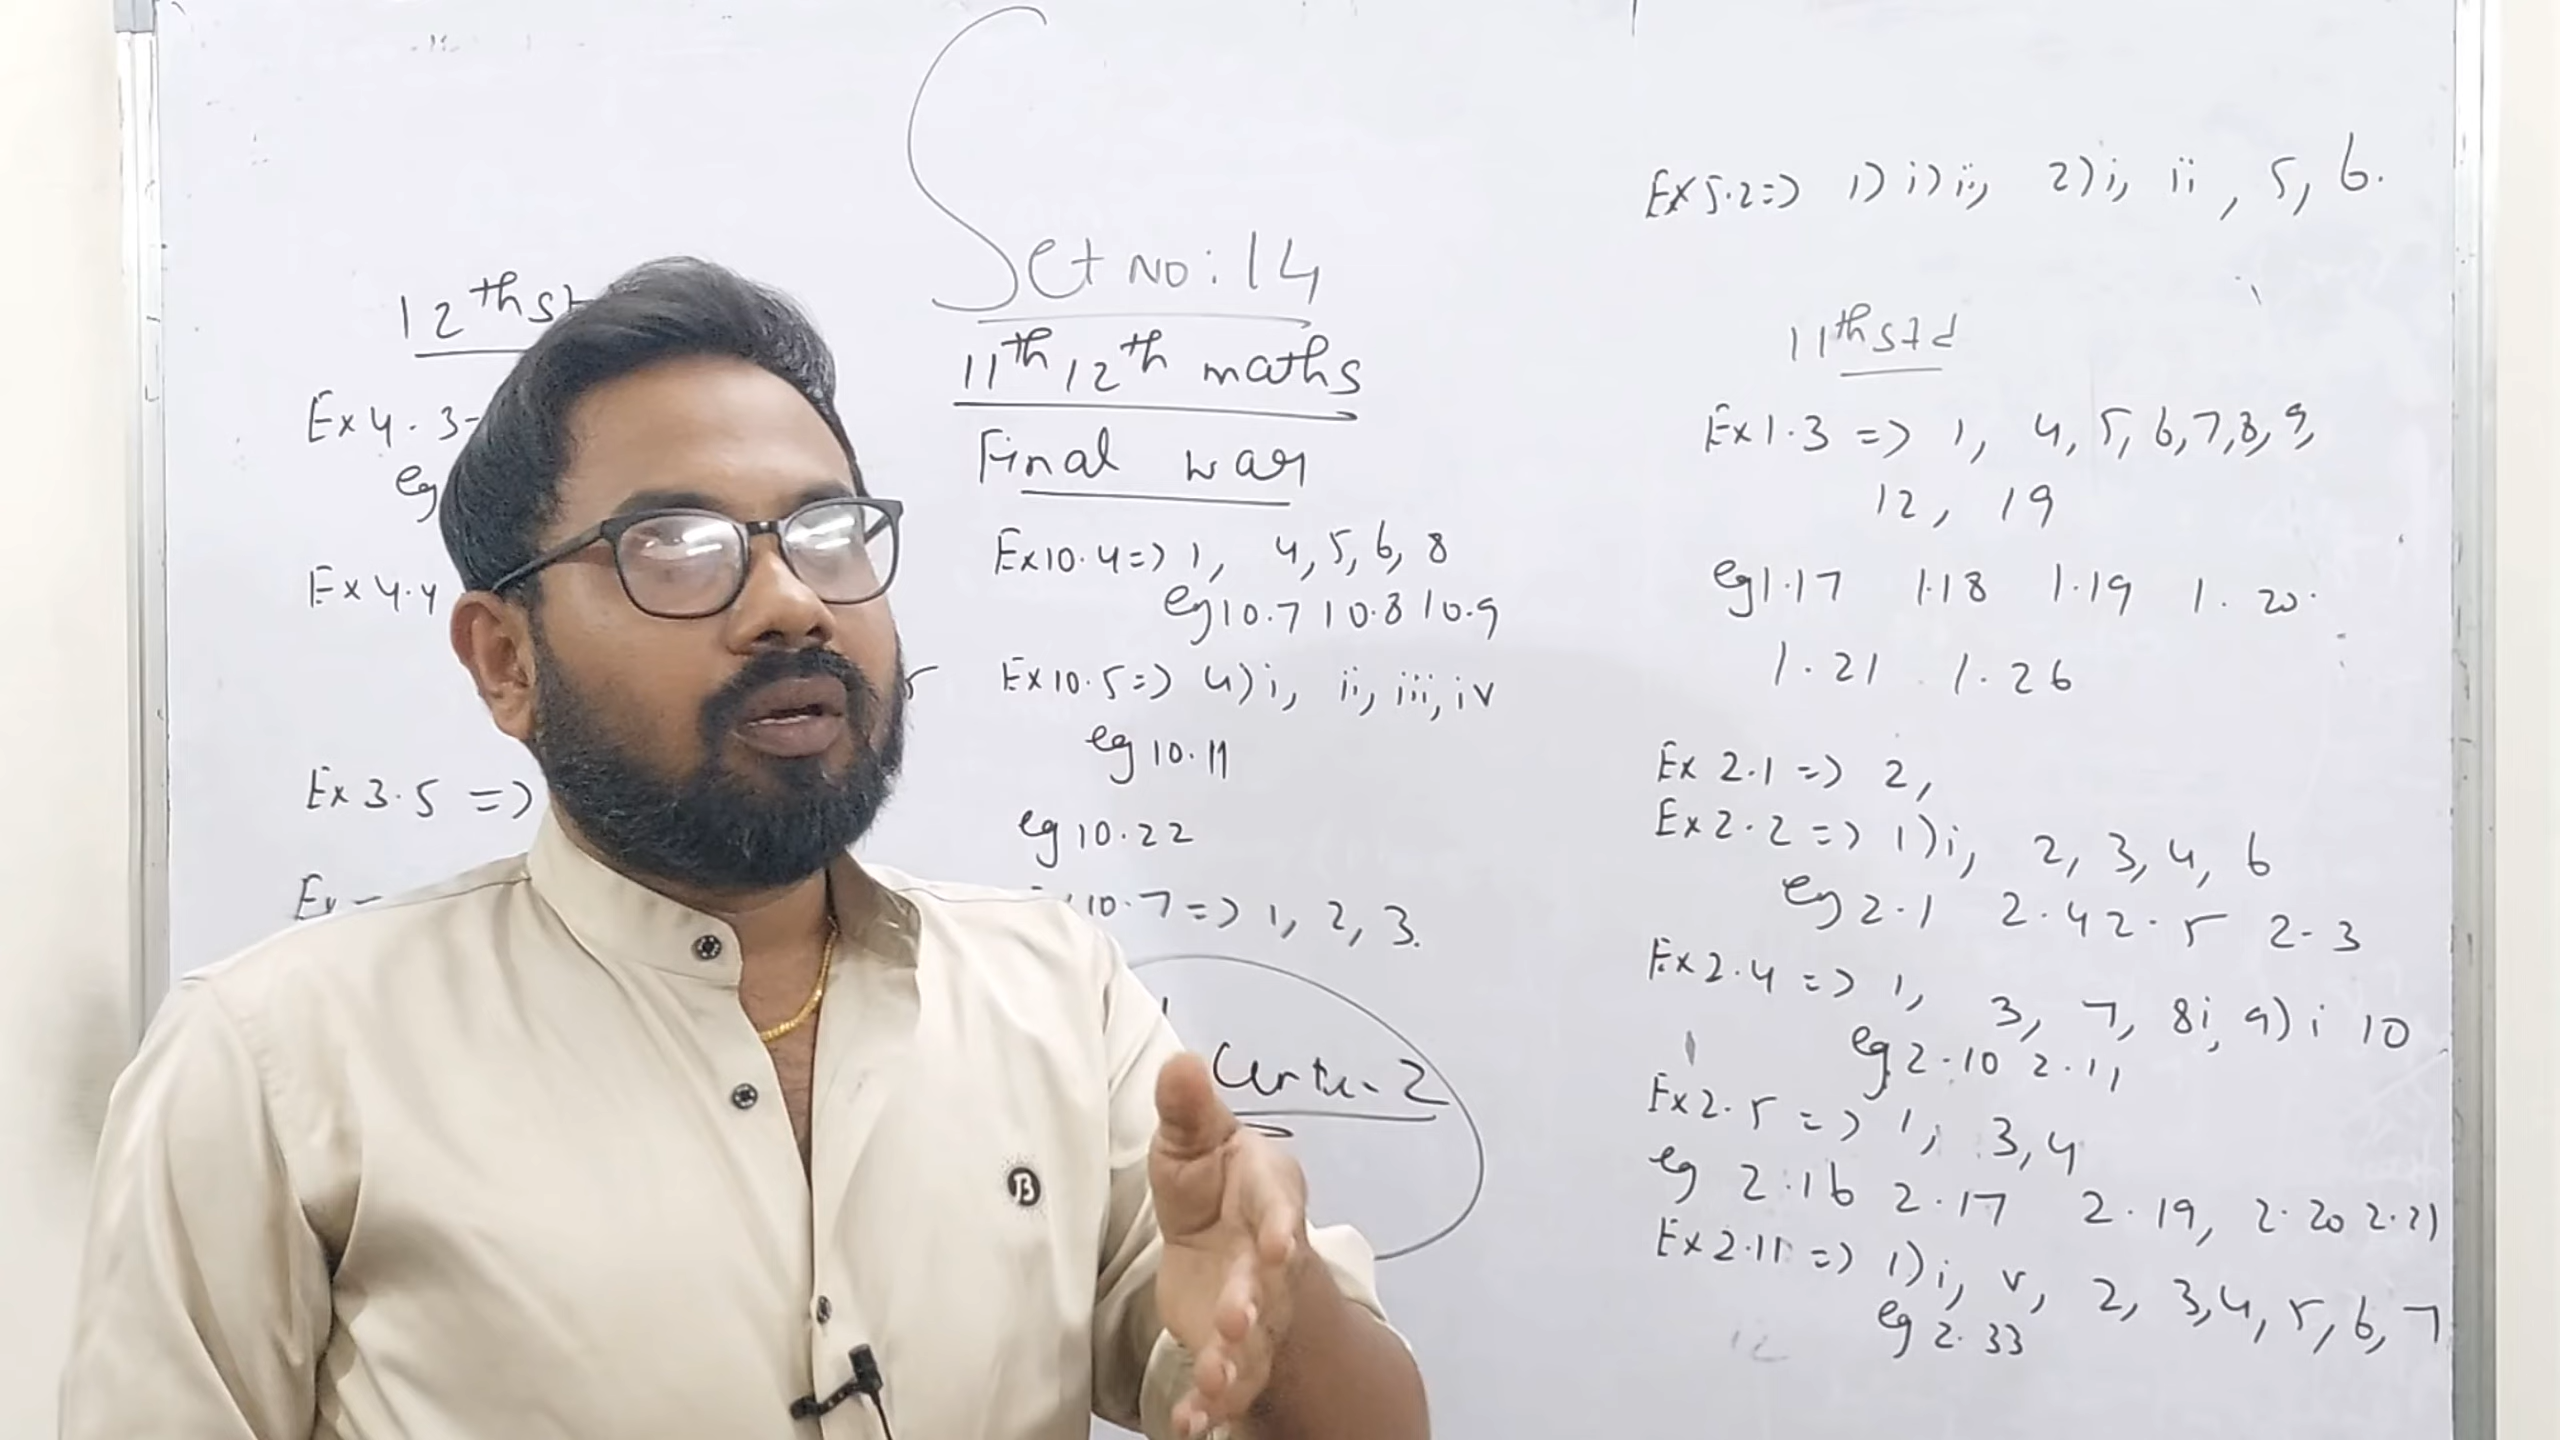 Set No: 14
11th 12th maths
Final war
12th st
Ex 4.3
eg
Ex 4.4
Ex 3.5 =>
Ex 10.4 => 1, 4, 5, 6, 8
eg 10.7 10.8 10.9
Ex 10.5 => 4) i, ii, iii, iv
eg 10.11
eg 10.22
10.7 => 1, 2, 3.
Ex 5.2 => 1) i) ii, 2) i, ii, 5, 6.
11th std
Ex 1.3 => 1, 4, 5, 6, 7, 8, 9,
12, 19
eg 1.17 1.18 1.19 1.20.
1.21 1.26
Ex 2.1 => 2,
Ex 2.2 => 1) i, 2, 3, 4, 6
eg 2.1 2.4 2.5 2.3
Ex 2.4 => 1, 3, 7, 8i, 9) i 10
eg 2.10 2.11
Ex 2.5 => 1, 3, 4
eg 2.16 2.17 2.19, 2.20 2.21
Ex 2.11 => 1) i, v, 2, 3, 4, 5, 6, 7
eg 2.33
B